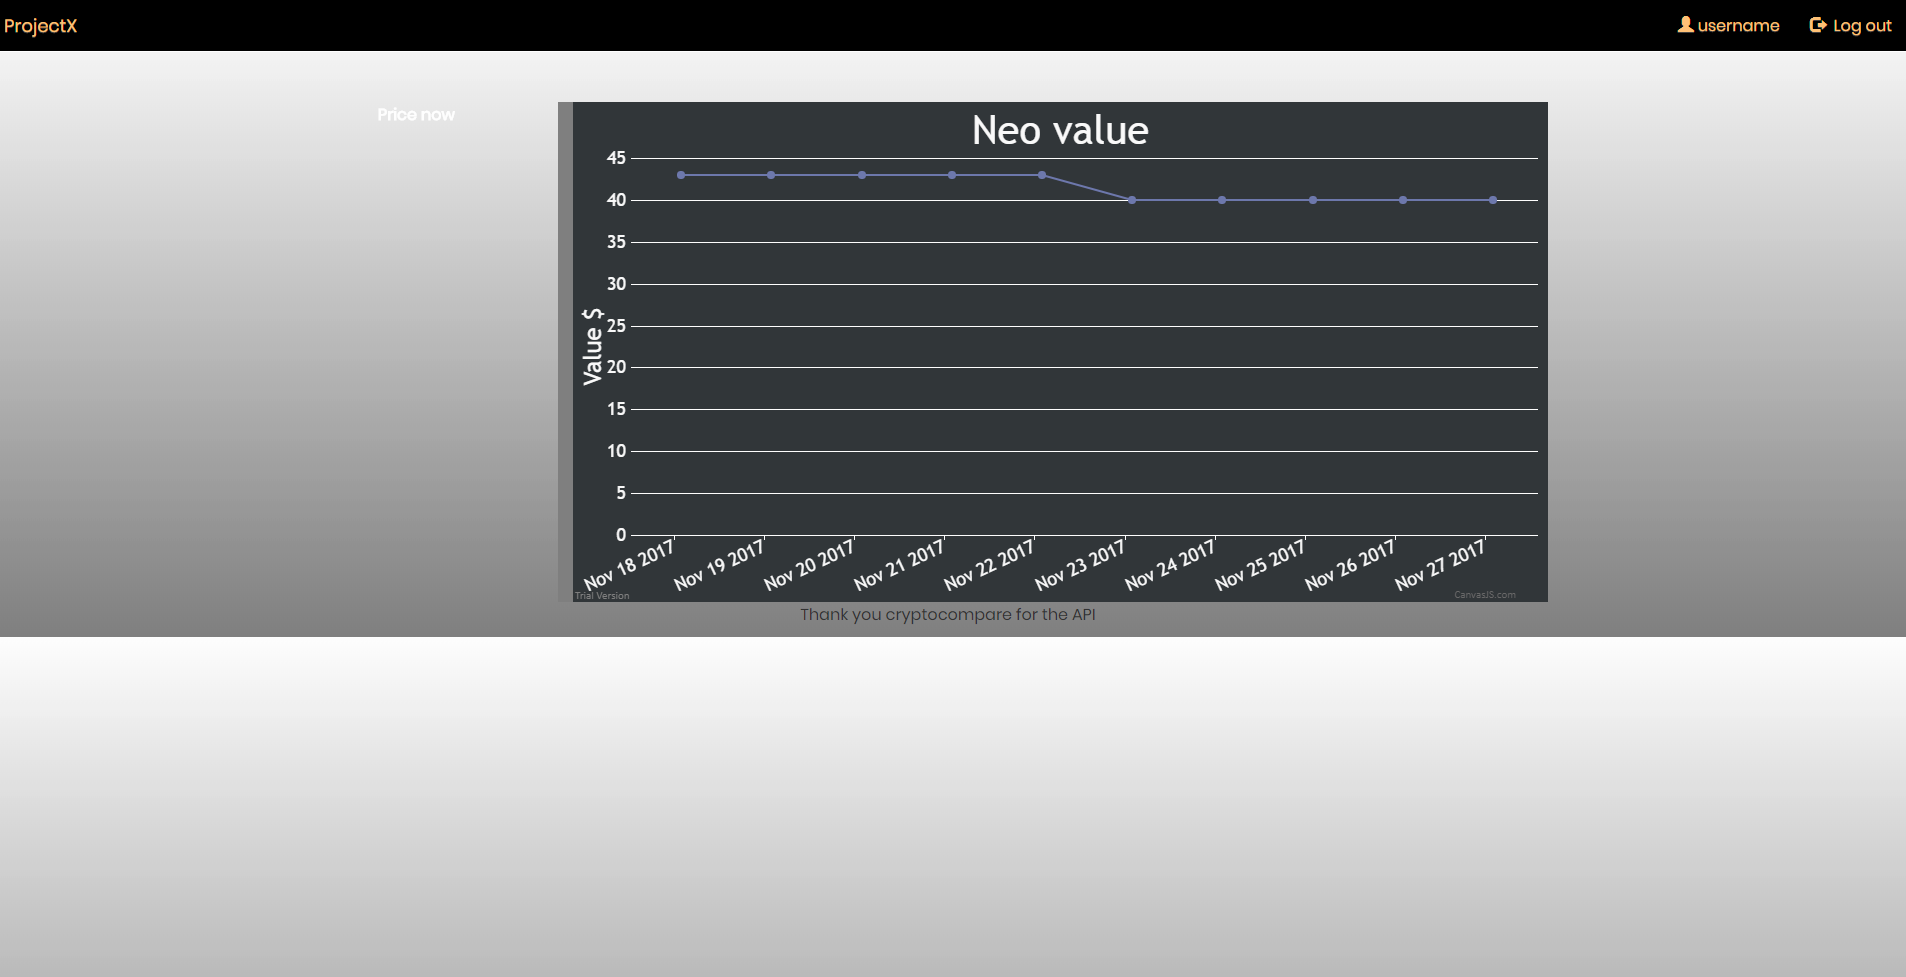 ProjectX
username
Log out
Price now
Neo value
Value $
45
40
35
30
25
20
15
10
5
0
Nov 18 2017
Nov 19 2017
Nov 20 2017
Nov 21 2017
Nov 22 2017
Nov 23 2017
Nov 24 2017
Nov 25 2017
Nov 26 2017
Nov 27 2017
Trial Version
CanvasJS.com
Thank you cryptocompare for the API